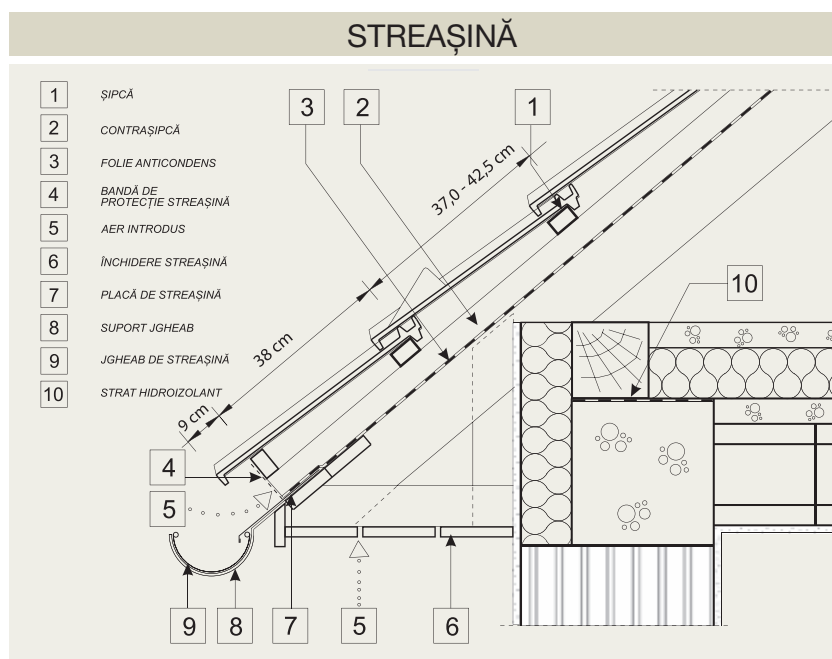 STREAȘINĂ
1 ȘIPCĂ
2 CONTRAȘIPCĂ
3 FOLIE ANTICONDENS
4 BANDĂ DE
PROTECȚIE STREAȘINĂ
5 AER INTRODUS
6 ÎNCHIDERE STREAȘINĂ
7 PLACĂ DE STREAȘINĂ
8 SUPORT JGHEAB
9 JGHEAB DE STREAȘINĂ
10 STRAT HIDROIZOLANT
3 2 1
37,0 - 42,5 cm
10
38 cm
9 cm
4
5
9 8 7 5 6